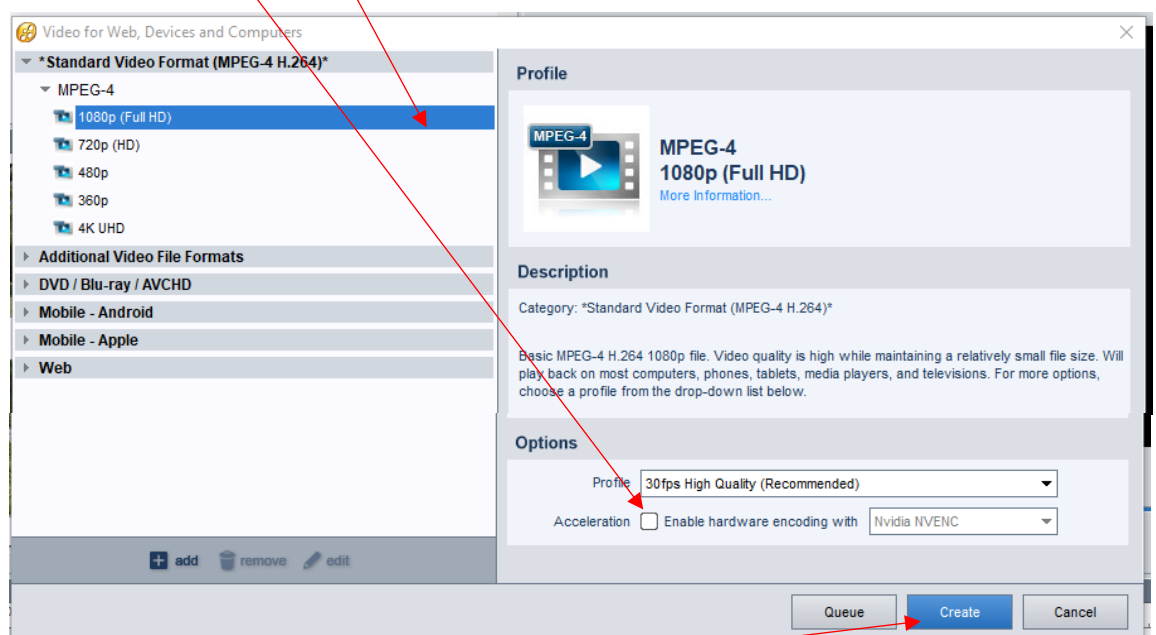 Video for Web, Devices and Computers
*Standard Video Format (MPEG-4 H.264)*
MPEG-4
1080p (Full HD)
720p (HD)
480p
360p
4K UHD
Additional Video File Formats
DVD / Blu-ray / AVCHD
Mobile - Android
Mobile - Apple
Web
add remove edit
Profile
MPEG-4
MPEG-4
1080p (Full HD)
More Information...
Description
Category: *Standard Video Format (MPEG-4 H.264)*
Basic MPEG-4 H.264 1080p file. Video quality is high while maintaining a relatively small file size. Will
play back on most computers, phones, tablets, media players, and televisions. For more options,
choose a profile from the drop-down list below.
Options
Profile 30fps High Quality (Recommended)
Acceleration Enable hardware encoding with Nvidia NVENC
Queue Create Cancel